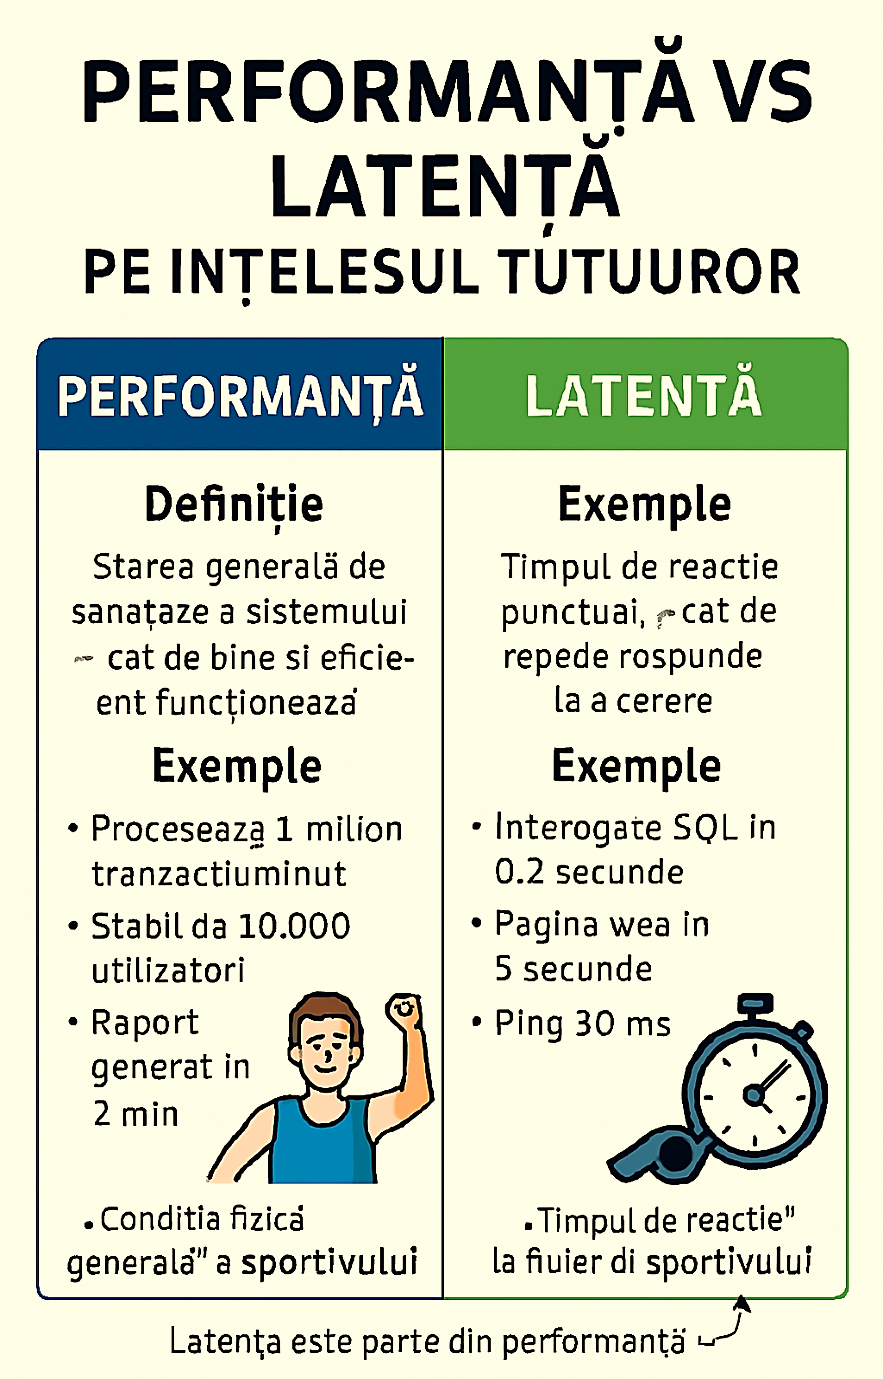 PERFORMANȚĂ VS
LATENȚĂ
PE INȚELESUL TUTUUROR
PERFORMANȚĂ
Definiție
Starea generală de
sanațaze a sistemului
— cat de bine si eficie-
ent funcționează
Exemple
• Procesează 1 milion
tranzactiuminut
• Stabil da 10.000
utilizatori
• Raport
generat in
2 min
. Conditia fizică
generală" a sportivului
LATENTĂ
Exemple
Timpul de reactie
punctuai, – cat de
repede rospunde
la a cerere
Exemple
• Interogate SQL in
0.2 secunde
• Pagina wea in
5 secunde
• Ping 30 ms
. Timpul de reactie"
la fiuier di sportivului
Latența este parte din performanță